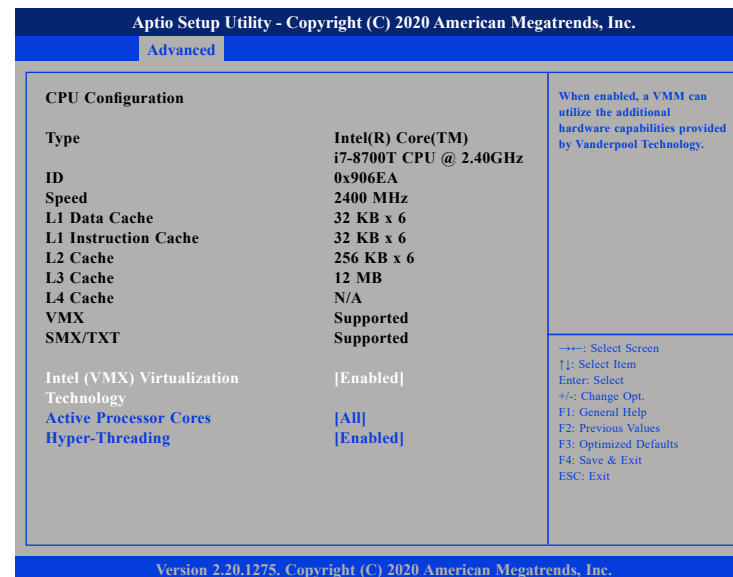 Aptio Setup Utility - Copyright (C) 2020 American Megatrends, Inc.
Advanced
CPU Configuration
Type Intel(R) Core(TM)
i7-8700T CPU @ 2.40GHz
ID 0x906EA
Speed 2400 MHz
L1 Data Cache 32 KB x 6
L1 Instruction Cache 32 KB x 6
L2 Cache 256 KB x 6
L3 Cache 12 MB
L4 Cache N/A
VMX Supported
SMX/TXT Supported
Intel (VMX) Virtualization [Enabled]
Technology
Active Processor Cores [All]
Hyper-Threading [Enabled]
When enabled, a VMM can
utilize the additional
hardware capabilities provided
by Vanderpool Technology.
→←: Select Screen
↑↓: Select Item
Enter: Select
+/-: Change Opt.
F1: General Help
F2: Previous Values
F3: Optimized Defaults
F4: Save & Exit
ESC: Exit
Version 2.20.1275. Copyright (C) 2020 American Megatrends, Inc.